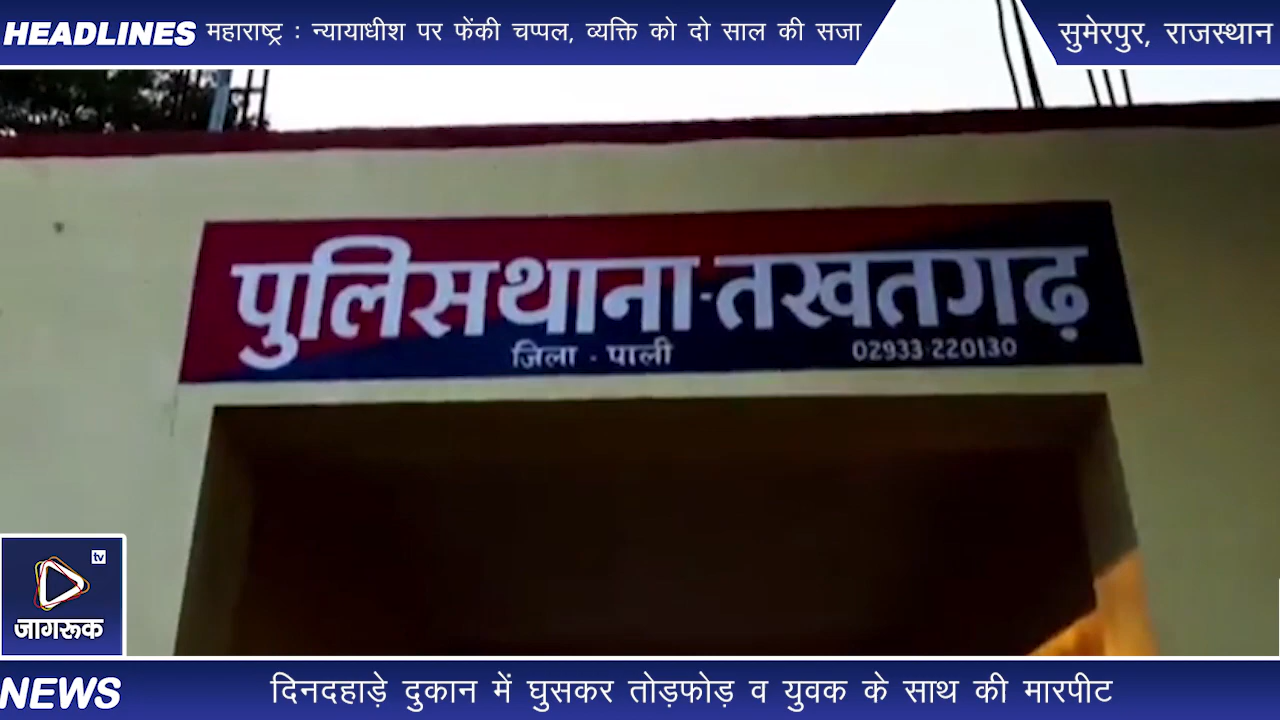 HEADLINES महाराष्ट्र : न्यायाधीश पर फेंकी चप्पल, व्यक्ति को दो साल की सजा
सुमेरपुर, राजस्थान
पुलिस थाना-तखतगढ़
जिला - पाली 02933-220130
tv
जागरूक
NEWS दिनदहाड़े दुकान में घुसकर तोड़फोड़ व युवक के साथ की मारपीट